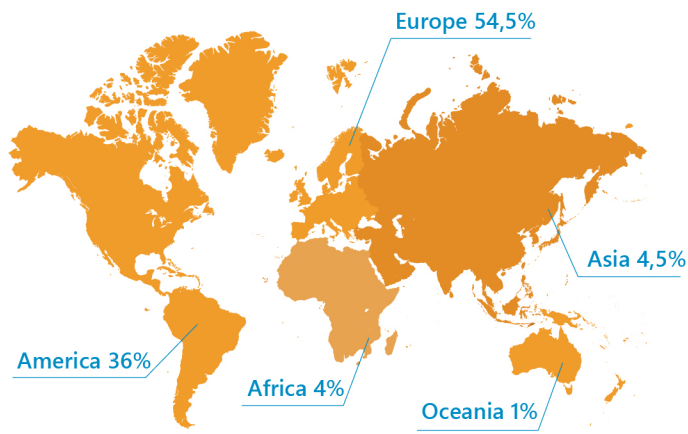 Europe 54,5%
Asia 4,5%
America 36%
Africa 4%
Oceania 1%